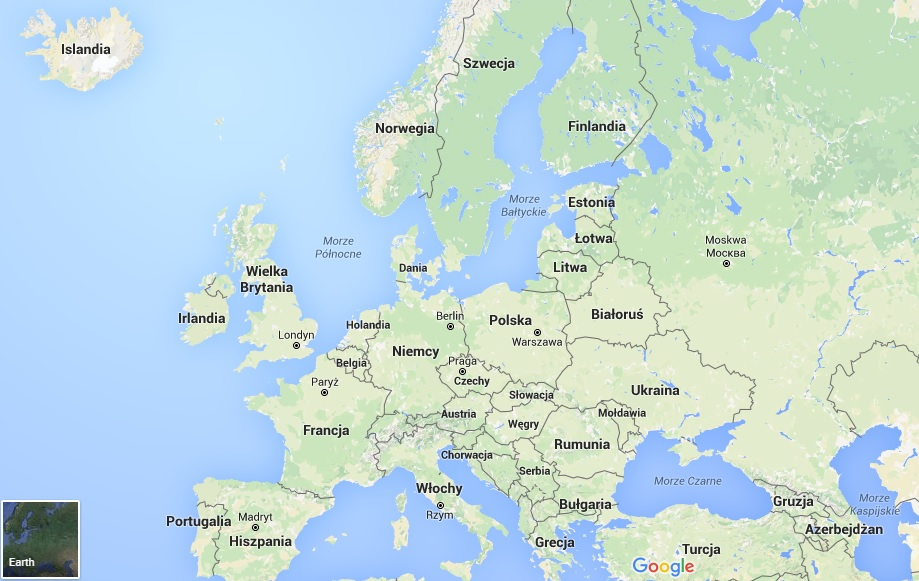 Islandia
Szwecja
Norwegia
Finlandia
Morze
Bałtyckie
Estonia
Morze
Północne
Łotwa
Moskwa
Москва
Dania
Litwa
Wielka
Brytania
Irlandia
Białoruś
Berlin
Polska
Holandia
Londyn
Warszawa
Niemcy
Belgia
Praga
Czechy
Paryż
Słowacja
Ukraina
Austria
Mołdawia
Węgry
Francja
Rumunia
Chorwacja
Serbia
Morze Czarne
Włochy
Bułgaria
Gruzja
Morze
Kaspijskie
Rzym
Portugalia
Madryt
Azerbejdżan
Hiszpania
Grecja
Turcja
Earth
Google